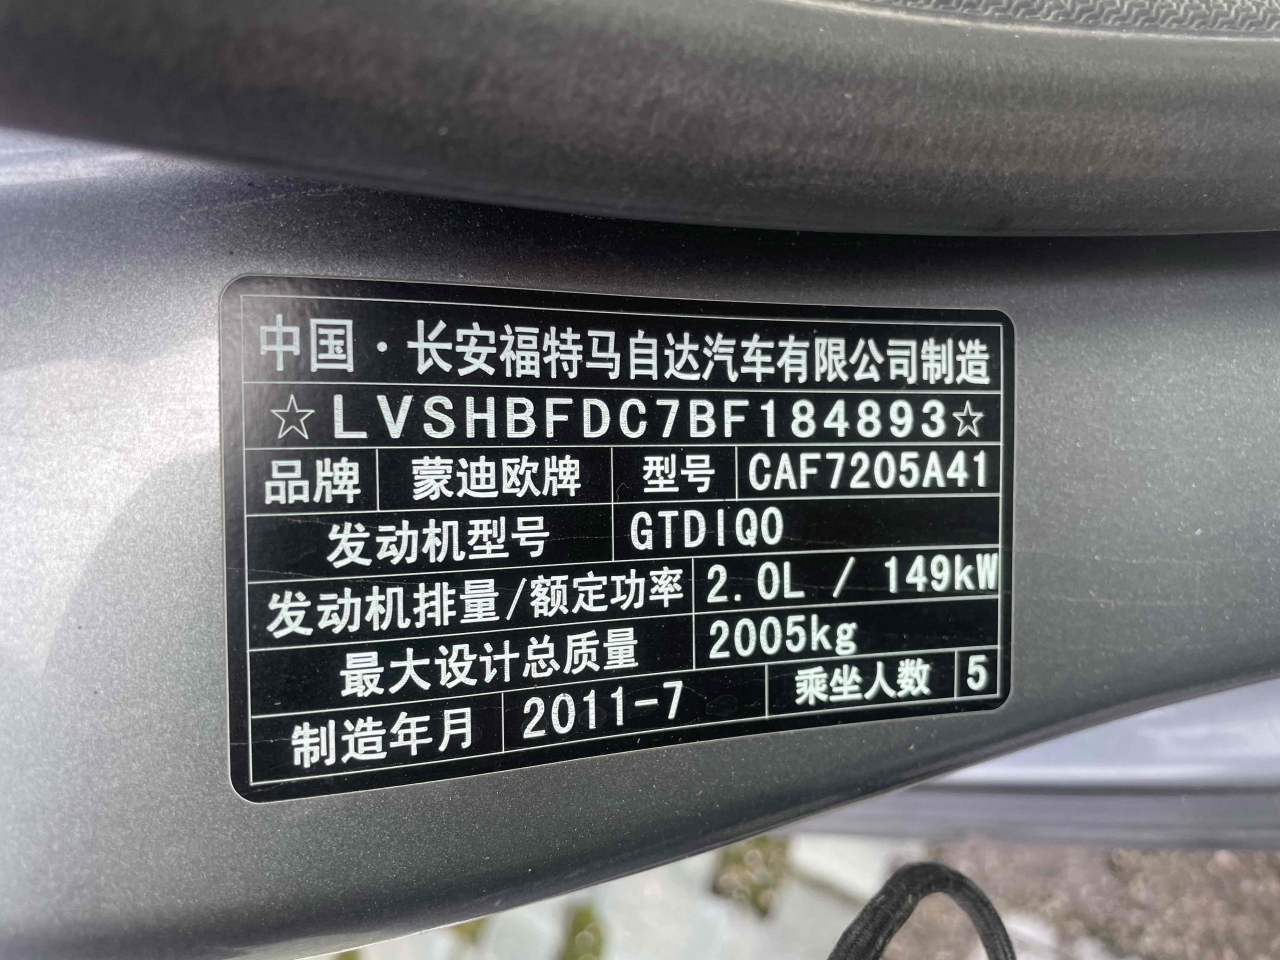 中国·长安福特马自达汽车有限公司制造
☆LVSHBFDC7BF184893☆
品牌 蒙迪欧牌 型号 CAF7205A41
发动机型号 GTDIQ0
发动机排量/额定功率 2.0L / 149kW
最大设计总质量 2005kg
制造年月 2011-7 乘坐人数 5